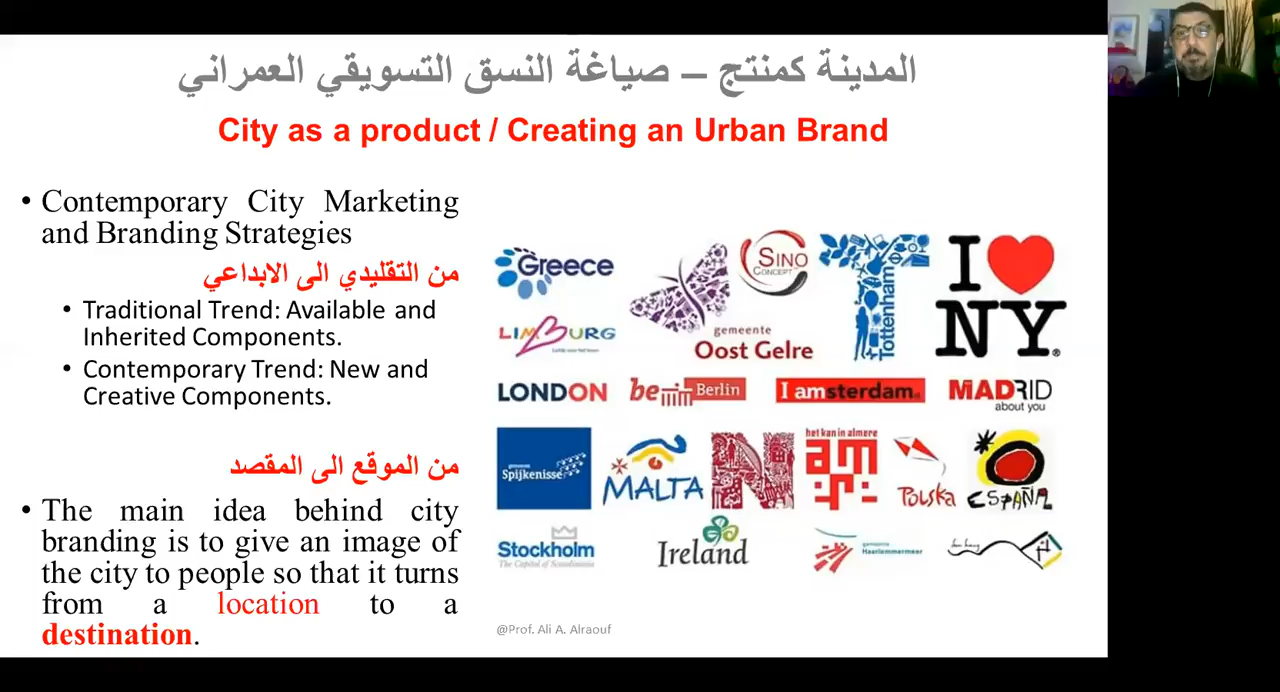 المدينة كمنتج – صياغة النسق التسويقي العمراني
City as a product / Creating an Urban Brand
• Contemporary City Marketing
and Branding Strategies
من التقليدي الى الابداعي
• Traditional Trend: Available and
Inherited Components.
• Contemporary Trend: New and
Creative Components.
من الموقع الى المقصد
• The main idea behind city
branding is to give an image of
the city to people so that it turns
from a location to a
destination.
Greece
SINO
CONCEPT
Tottenham
I
NY®
LIMBURG
gemeente
Oost Gelre
LONDON
be Berlin
I amsterdam
MADRID
about you
gemeente
Spijkenisse
MALTA
N
het kan in almere
POLSKA
ESPAÑA
Stockholm
The Capital of Scandinavia
Ireland
gemeente
Haarlemmermeer
@Prof. Ali A. Alraouf